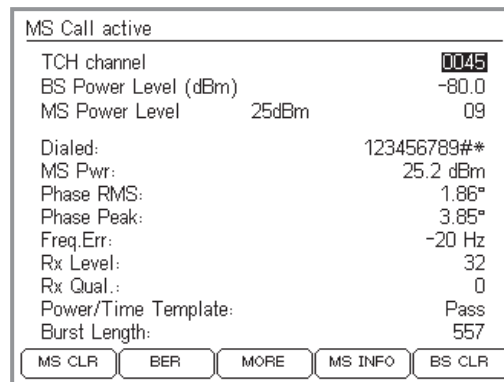 MS Call active
TCH channel 0045
BS Power Level (dBm) -80.0
MS Power Level 25dBm 09
Dialed: 123456789#*
MS Pwr: 25.2 dBm
Phase RMS: 1.86°
Phase Peak: 3.85°
Freq.Err: -20 Hz
Rx Level: 32
Rx Qual.: 0
Power/Time Template: Pass
Burst Length: 557
MS CLR BER MORE MS INFO BS CLR